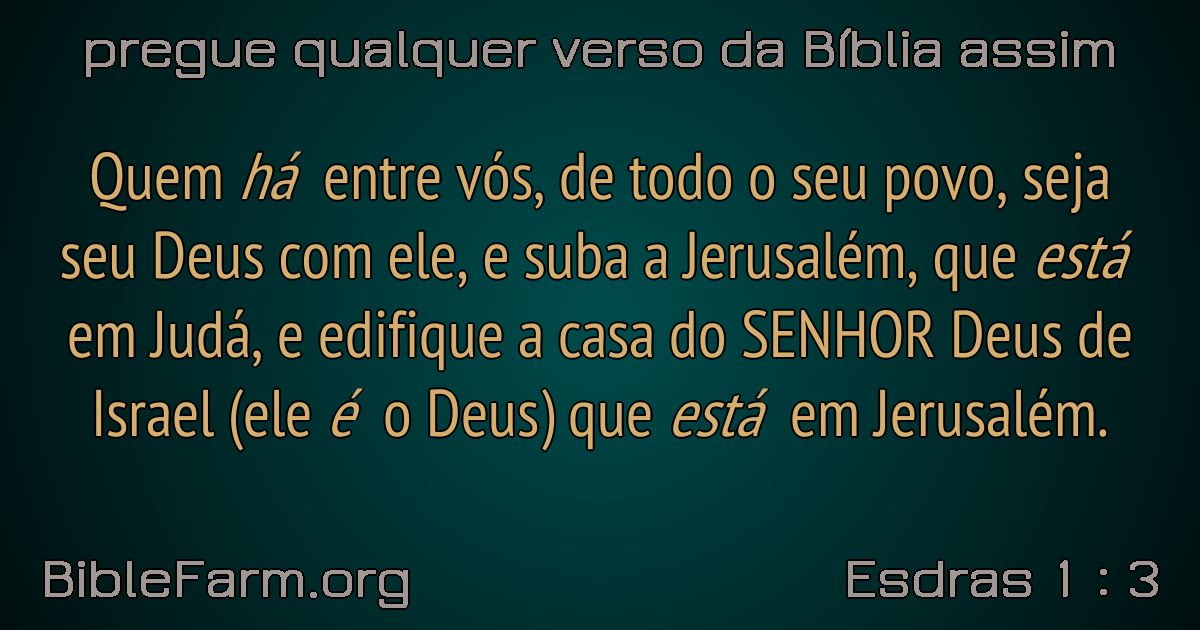 pregue qualquer verso da Bíblia assim
Quem há entre vós, de todo o seu povo, seja
seu Deus com ele, e suba a Jerusalém, que está
em Judá, e edifique a casa do SENHOR Deus de
Israel (ele é o Deus) que está em Jerusalém.
BibleFarm.org
Esdras 1 : 3